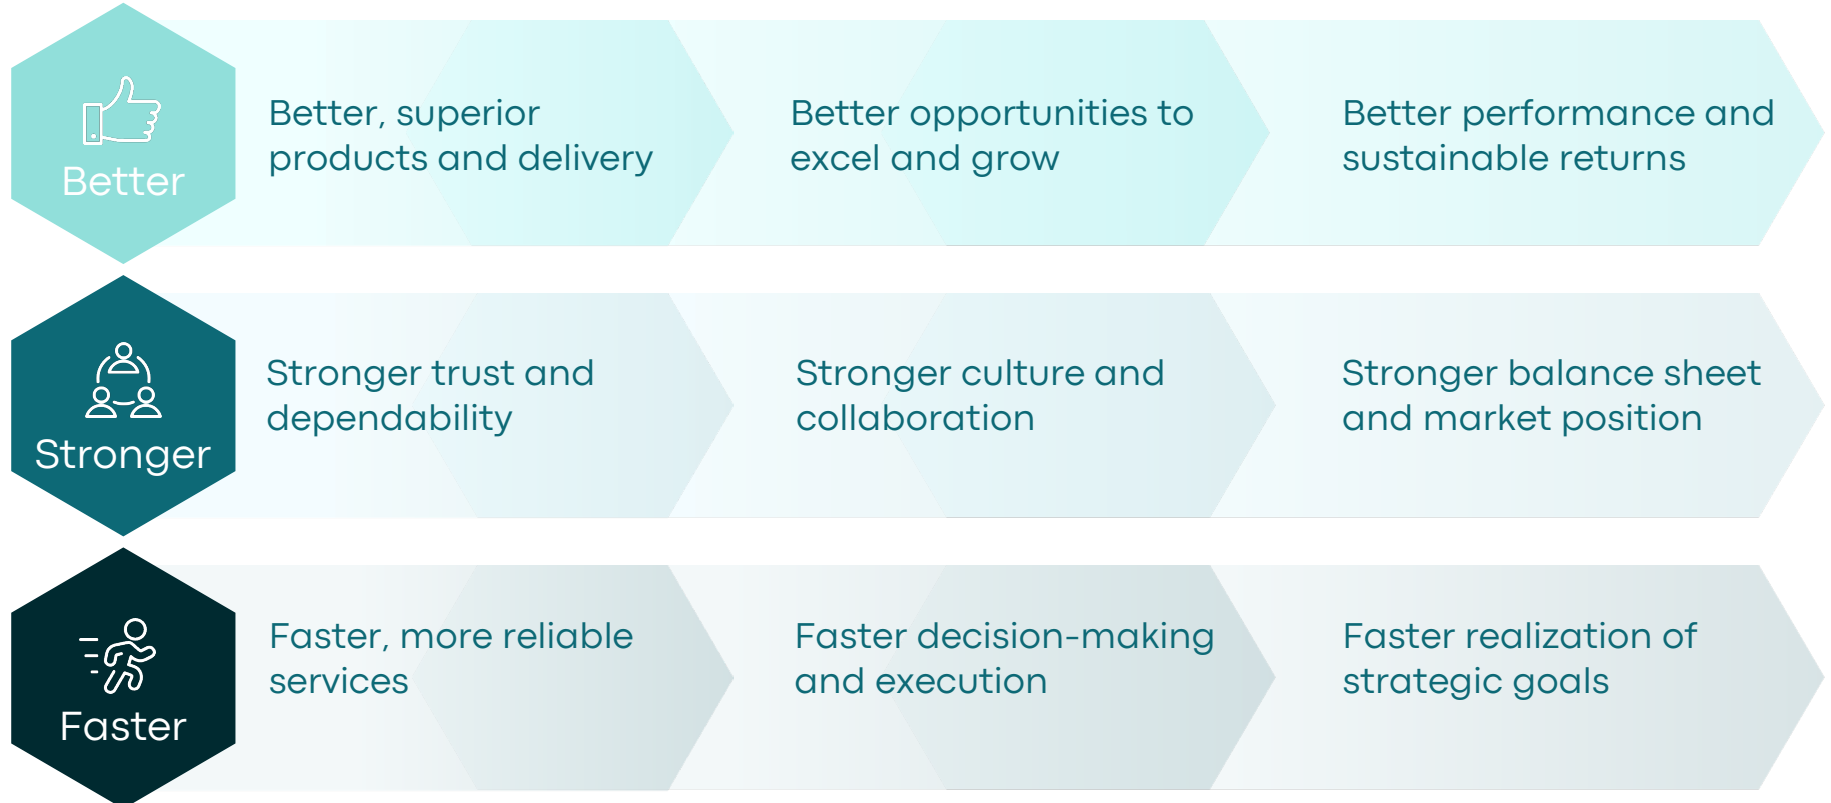 Better
Better, superior
products and delivery
Better opportunities to
excel and grow
Better performance and
sustainable returns
Stronger
Stronger trust and
dependability
Stronger culture and
collaboration
Stronger balance sheet
and market position
Faster
Faster, more reliable
services
Faster decision-making
and execution
Faster realization of
strategic goals